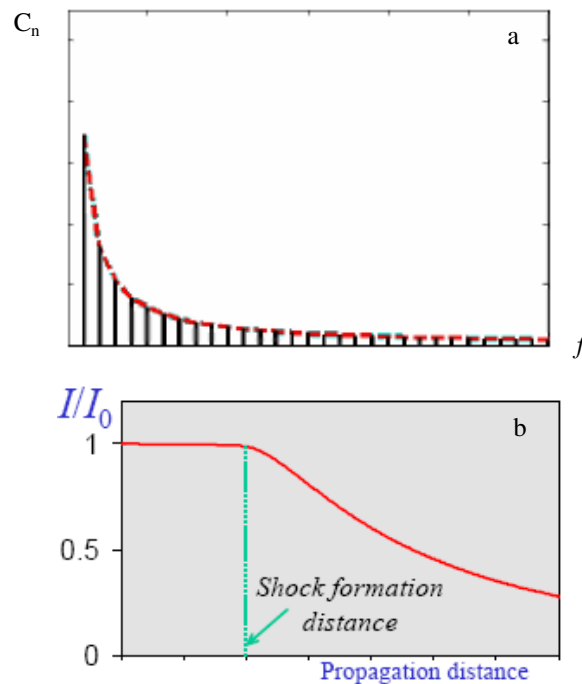 Cn
a
f
I/I0
b
1
0.5
Shock formation
distance
0
Propagation distance